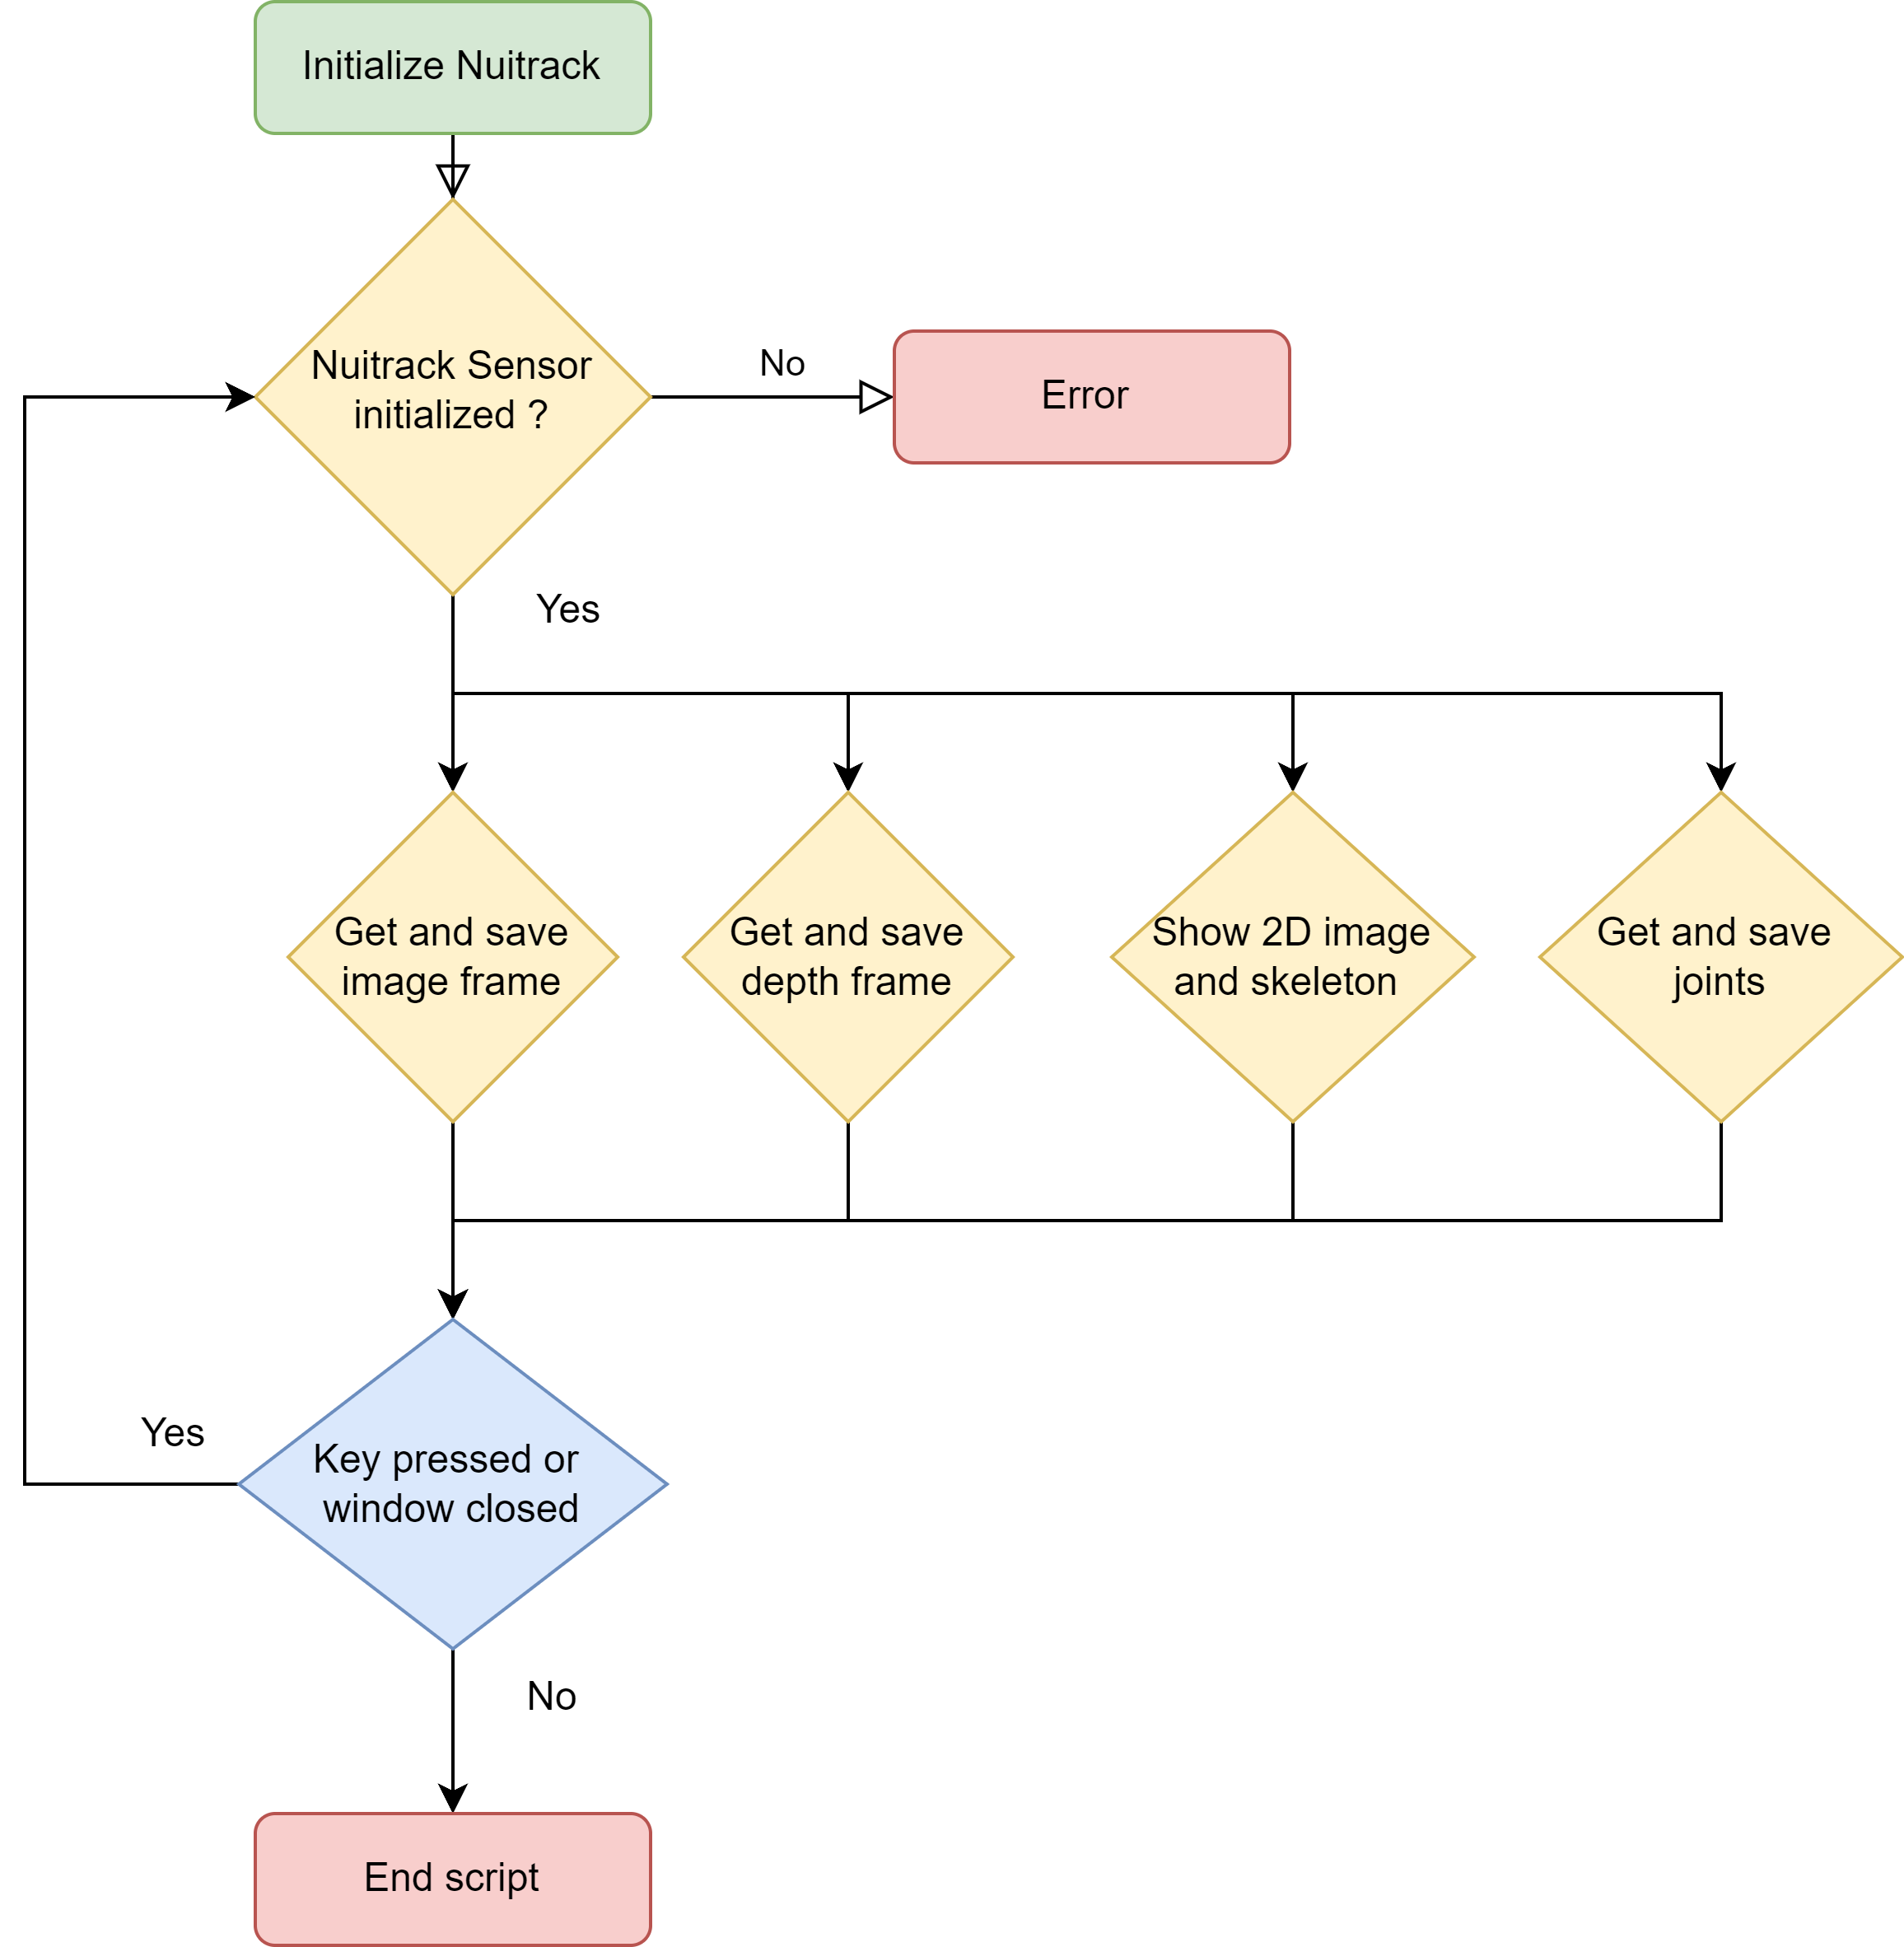 Initialize Nuitrack
Nuitrack Sensor
initialized ?
No
Error
Yes
Get and save
image frame
Get and save
depth frame
Show 2D image
and skeleton
Get and save
joints
Yes
Key pressed or
window closed
No
End script